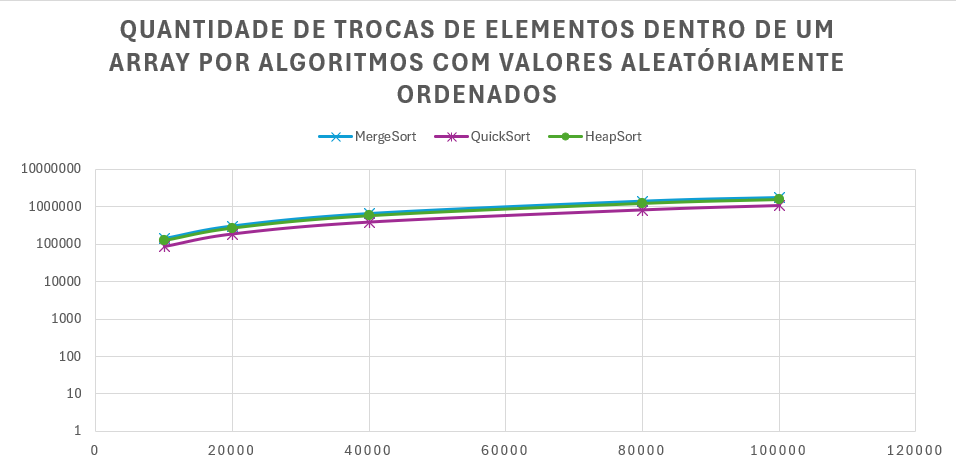 QUANTIDADE DE TROCAS DE ELEMENTOS DENTRO DE UM
ARRAY POR ALGORITMOS COM VALORES ALEATÓRIAMENTE
ORDENADOS
MergeSort QuickSort HeapSort
10000000
1000000
100000
10000
1000
100
10
1
0 20000 40000 60000 80000 100000 120000